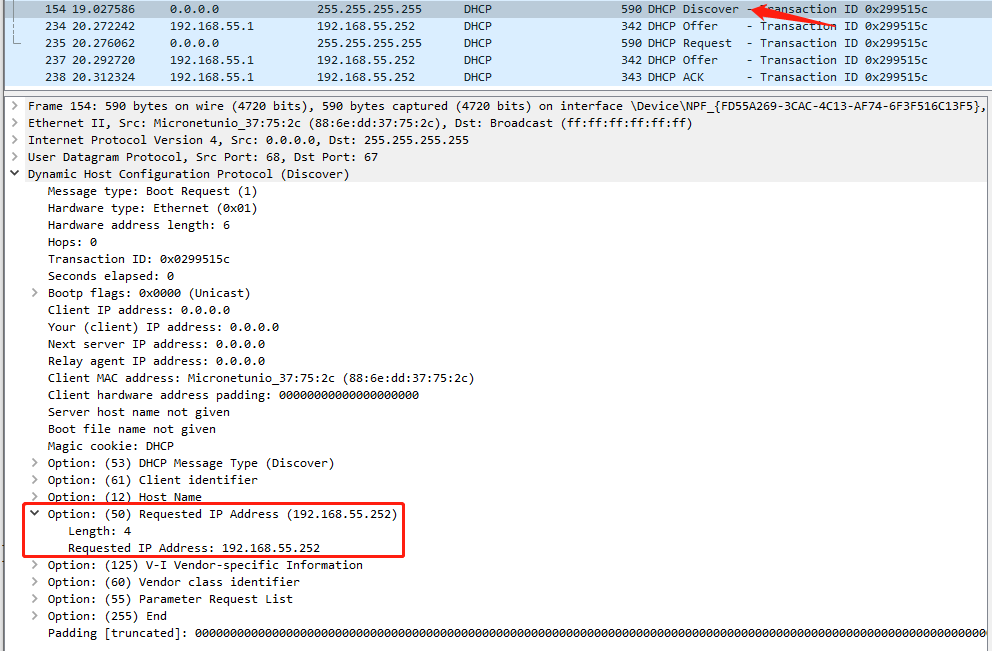 154 19.027586 0.0.0.0 255.255.255.255 DHCP 590 DHCP Discover - Transaction ID 0x299515c
234 20.272242 192.168.55.1 192.168.55.252 DHCP 342 DHCP Offer - Transaction ID 0x299515c
235 20.276062 0.0.0.0 255.255.255.255 DHCP 590 DHCP Request - Transaction ID 0x299515c
237 20.292720 192.168.55.1 192.168.55.252 DHCP 342 DHCP Offer - Transaction ID 0x299515c
238 20.312324 192.168.55.1 192.168.55.252 DHCP 343 DHCP ACK - Transaction ID 0x299515c
Frame 154: 590 bytes on wire (4720 bits), 590 bytes captured (4720 bits) on interface \Device\NPF_{FD55A269-3CAC-4C13-AF74-6F3F516C13F5},
Ethernet II, Src: Micronetunio_37:75:2c (88:6e:dd:37:75:2c), Dst: Broadcast (ff:ff:ff:ff:ff:ff)
Internet Protocol Version 4, Src: 0.0.0.0, Dst: 255.255.255.255
User Datagram Protocol, Src Port: 68, Dst Port: 67
Dynamic Host Configuration Protocol (Discover)
Message type: Boot Request (1)
Hardware type: Ethernet (0x01)
Hardware address length: 6
Hops: 0
Transaction ID: 0x0299515c
Seconds elapsed: 0
Bootp flags: 0x0000 (Unicast)
Client IP address: 0.0.0.0
Your (client) IP address: 0.0.0.0
Next server IP address: 0.0.0.0
Relay agent IP address: 0.0.0.0
Client MAC address: Micronetunio_37:75:2c (88:6e:dd:37:75:2c)
Client hardware address padding: 00000000000000000000
Server host name not given
Boot file name not given
Magic cookie: DHCP
Option: (53) DHCP Message Type (Discover)
Option: (61) Client identifier
Option: (12) Host Name
Option: (50) Requested IP Address (192.168.55.252)
Length: 4
Requested IP Address: 192.168.55.252
Option: (125) V-I Vendor-specific Information
Option: (60) Vendor class identifier
Option: (55) Parameter Request List
Option: (255) End
Padding [truncated]: 00000000000000000000000000000000000000000000000000000000000000000000000000000000000000000000000000000000000000000